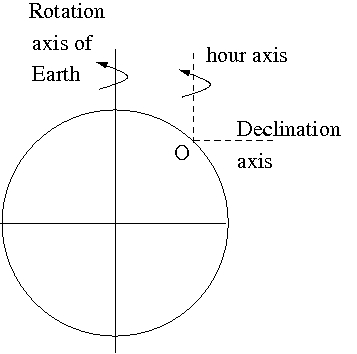 Rotation
axis of
Earth
hour axis
Declination
axis
O